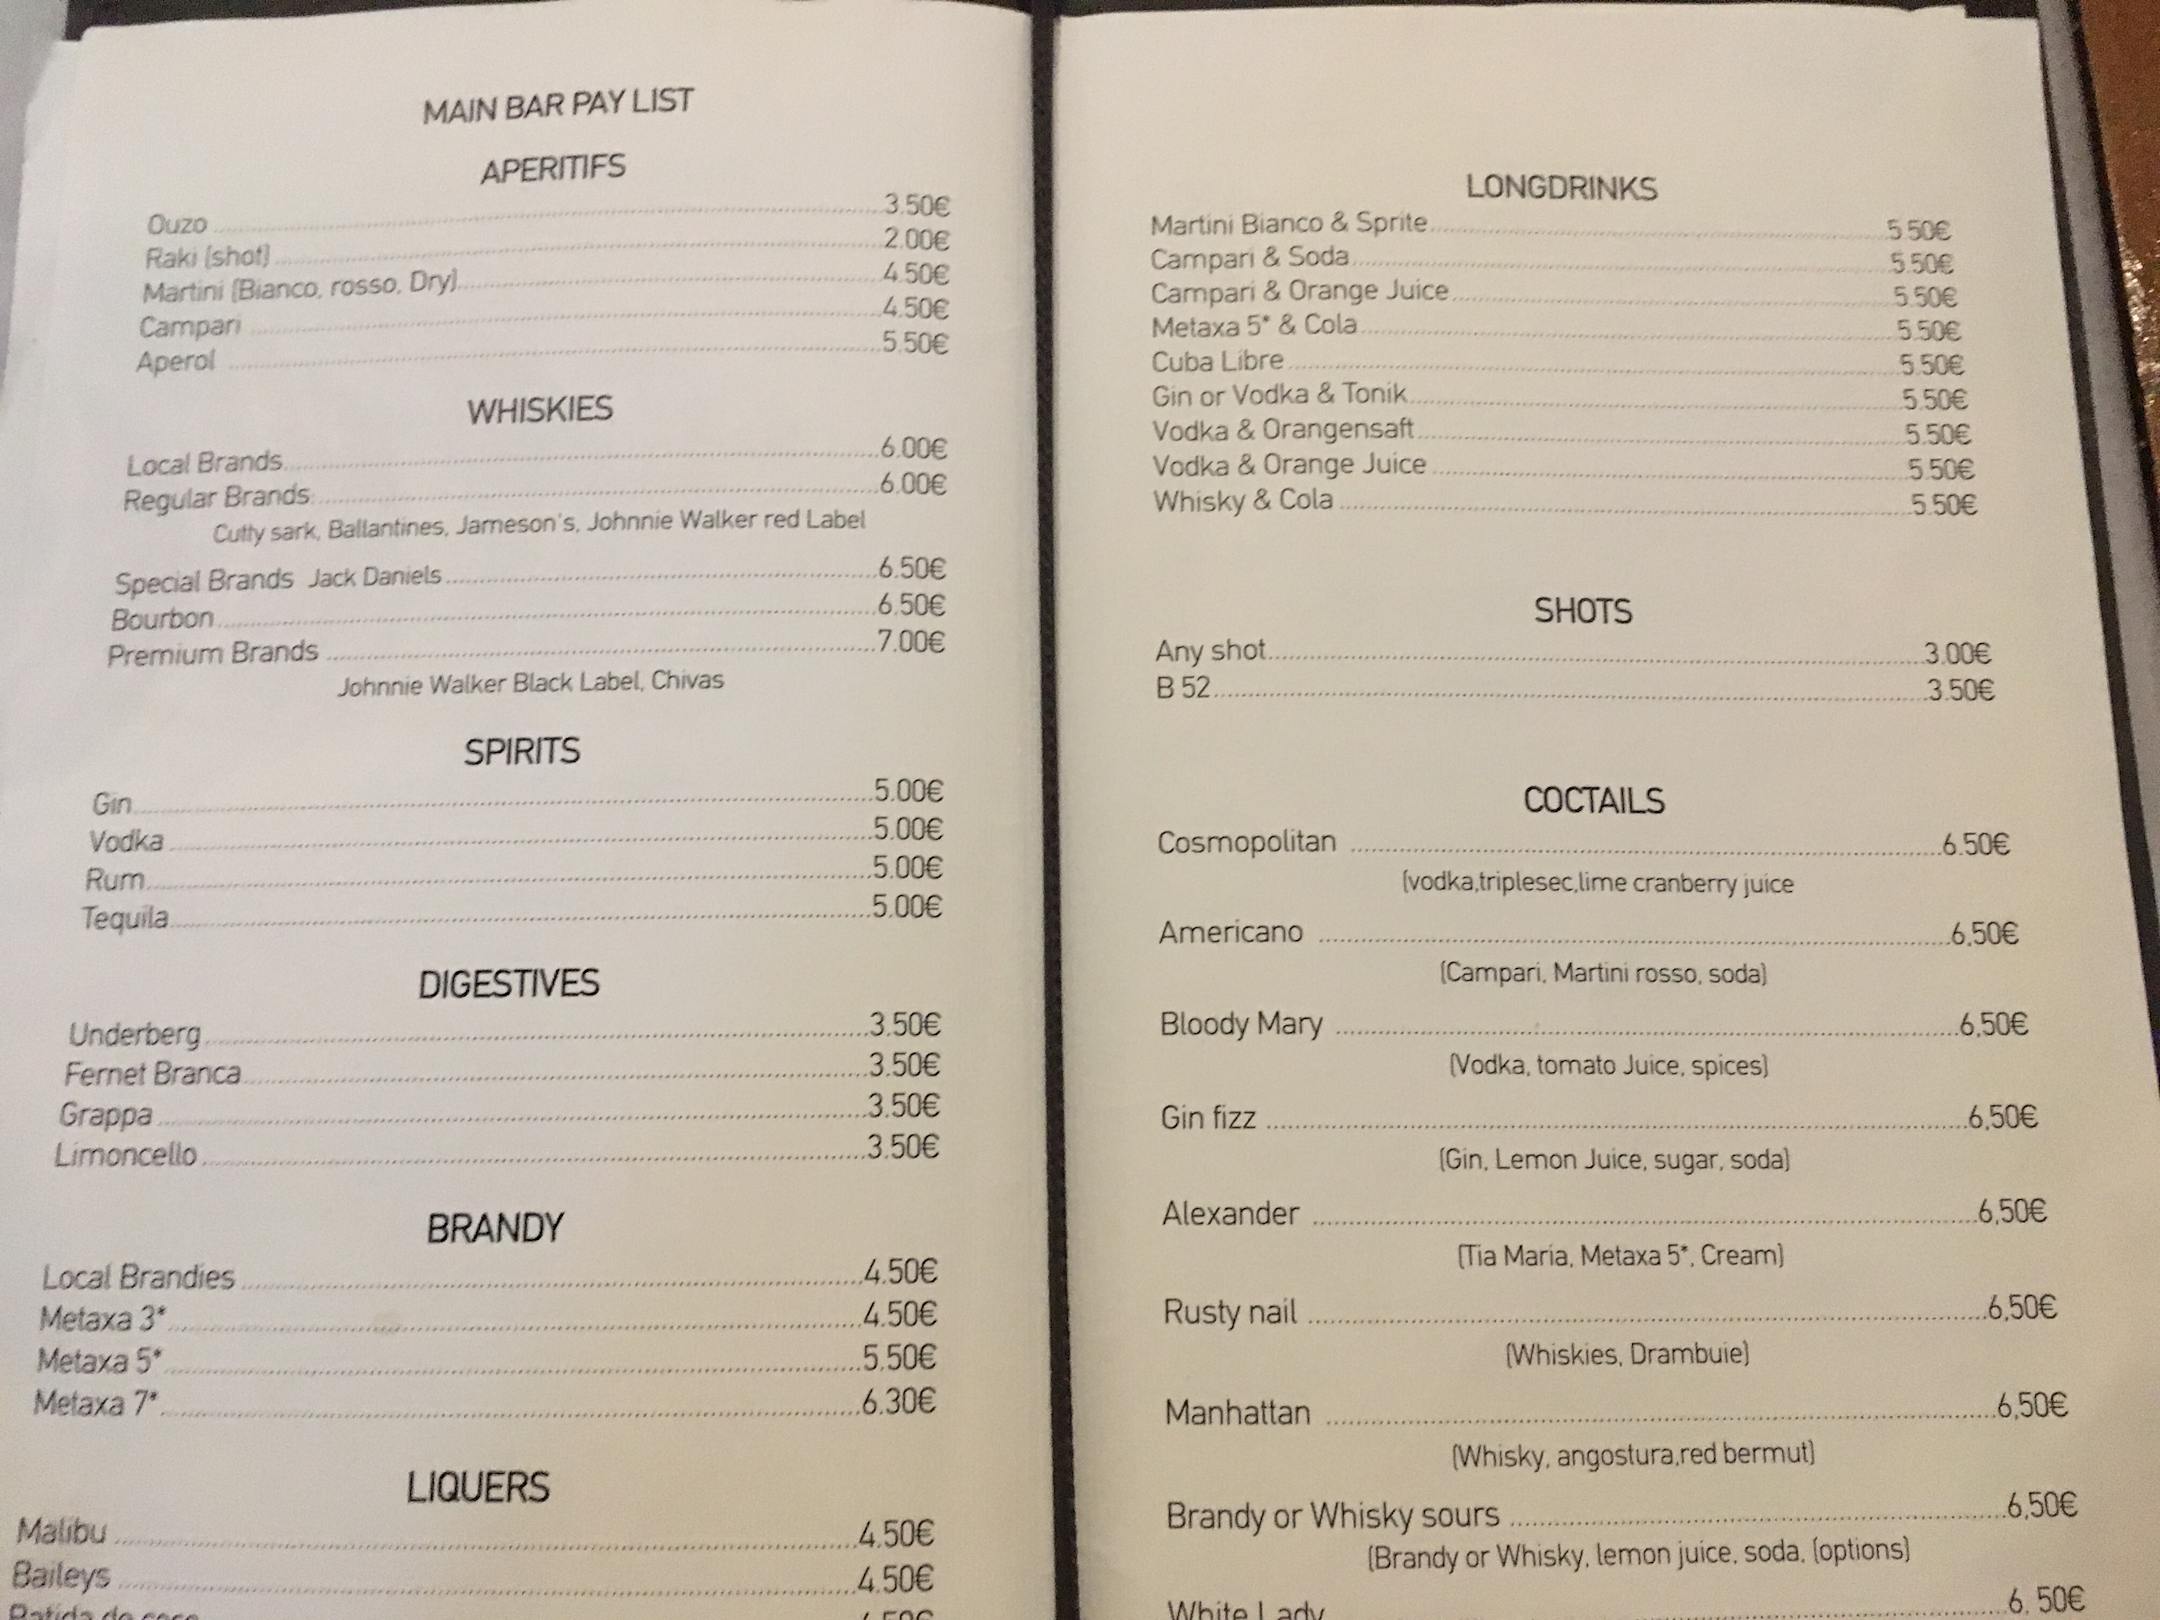 MAIN BAR PAY LIST
APERITIFS
Ouzo 3.50€
Raki (shot) 2.00€
Martini (Bianco, rosso, Dry) 4.50€
Campari 4.50€
Aperol 5.50€
WHISKIES
Local Brands 6.00€
Regular Brands 6.00€
Cutty sark, Ballantines, Jameson's, Johnnie Walker red Label
Special Brands Jack Daniels 6.50€
Bourbon 6.50€
Premium Brands 7.00€
Johnnie Walker Black Label, Chivas
SPIRITS
Gin 5.00€
Vodka 5.00€
Rum 5.00€
Tequila 5.00€
DIGESTIVES
Underberg 3.50€
Fernet Branca 3.50€
Grappa 3.50€
Limoncello 3.50€
BRANDY
Local Brandies 4.50€
Metaxa 3* 4.50€
Metaxa 5* 5.50€
Metaxa 7* 6.30€
LIQUERS
Malibu 4.50€
Baileys 4.50€
LONGDRINKS
Martini Bianco & Sprite 5.50€
Campari & Soda 5.50€
Campari & Orange Juice 5.50€
Metaxa 5* & Cola 5.50€
Cuba Libre 5.50€
Gin or Vodka & Tonik 5.50€
Vodka & Orangensaft 5.50€
Vodka & Orange Juice 5.50€
Whisky & Cola 5.50€
SHOTS
Any shot 3.00€
B 52 3.50€
COCTAILS
Cosmopolitan 6.50€
(vodka,triplesec,lime cranberry juice
Americano 6,50€
(Campari, Martini rosso, soda)
Bloody Mary 6,50€
(Vodka, tomato Juice, spices)
Gin fizz 6,50€
(Gin, Lemon Juice, sugar, soda)
Alexander 6,50€
(Tia Maria, Metaxa 5*, Cream)
Rusty nail 6,50€
(Whiskies, Drambuie)
Manhattan 6,50€
(Whisky, angostura,red bermut)
Brandy or Whisky sours 6,50€
(Brandy or Whisky, lemon juice, soda, (options)
White Lady 6, 50€